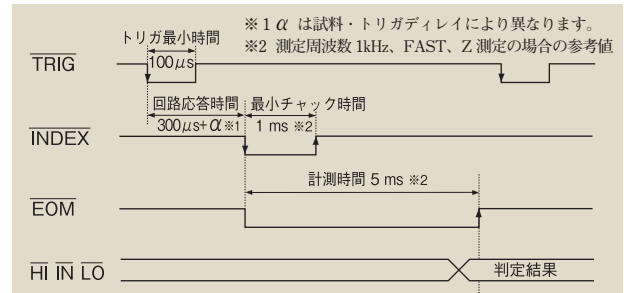 ※1 α は試料・トリガディレイにより異なります。
※2 測定周波数 1kHz、FAST、Z 測定の場合の参考値
トリガ最小時間
TRIG
100μs
回路応答時間
最小チャック時間
300μs+α ※1
1 ms ※2
INDEX
計測時間 5 ms ※2
EOM
HI IN LO
判定結果